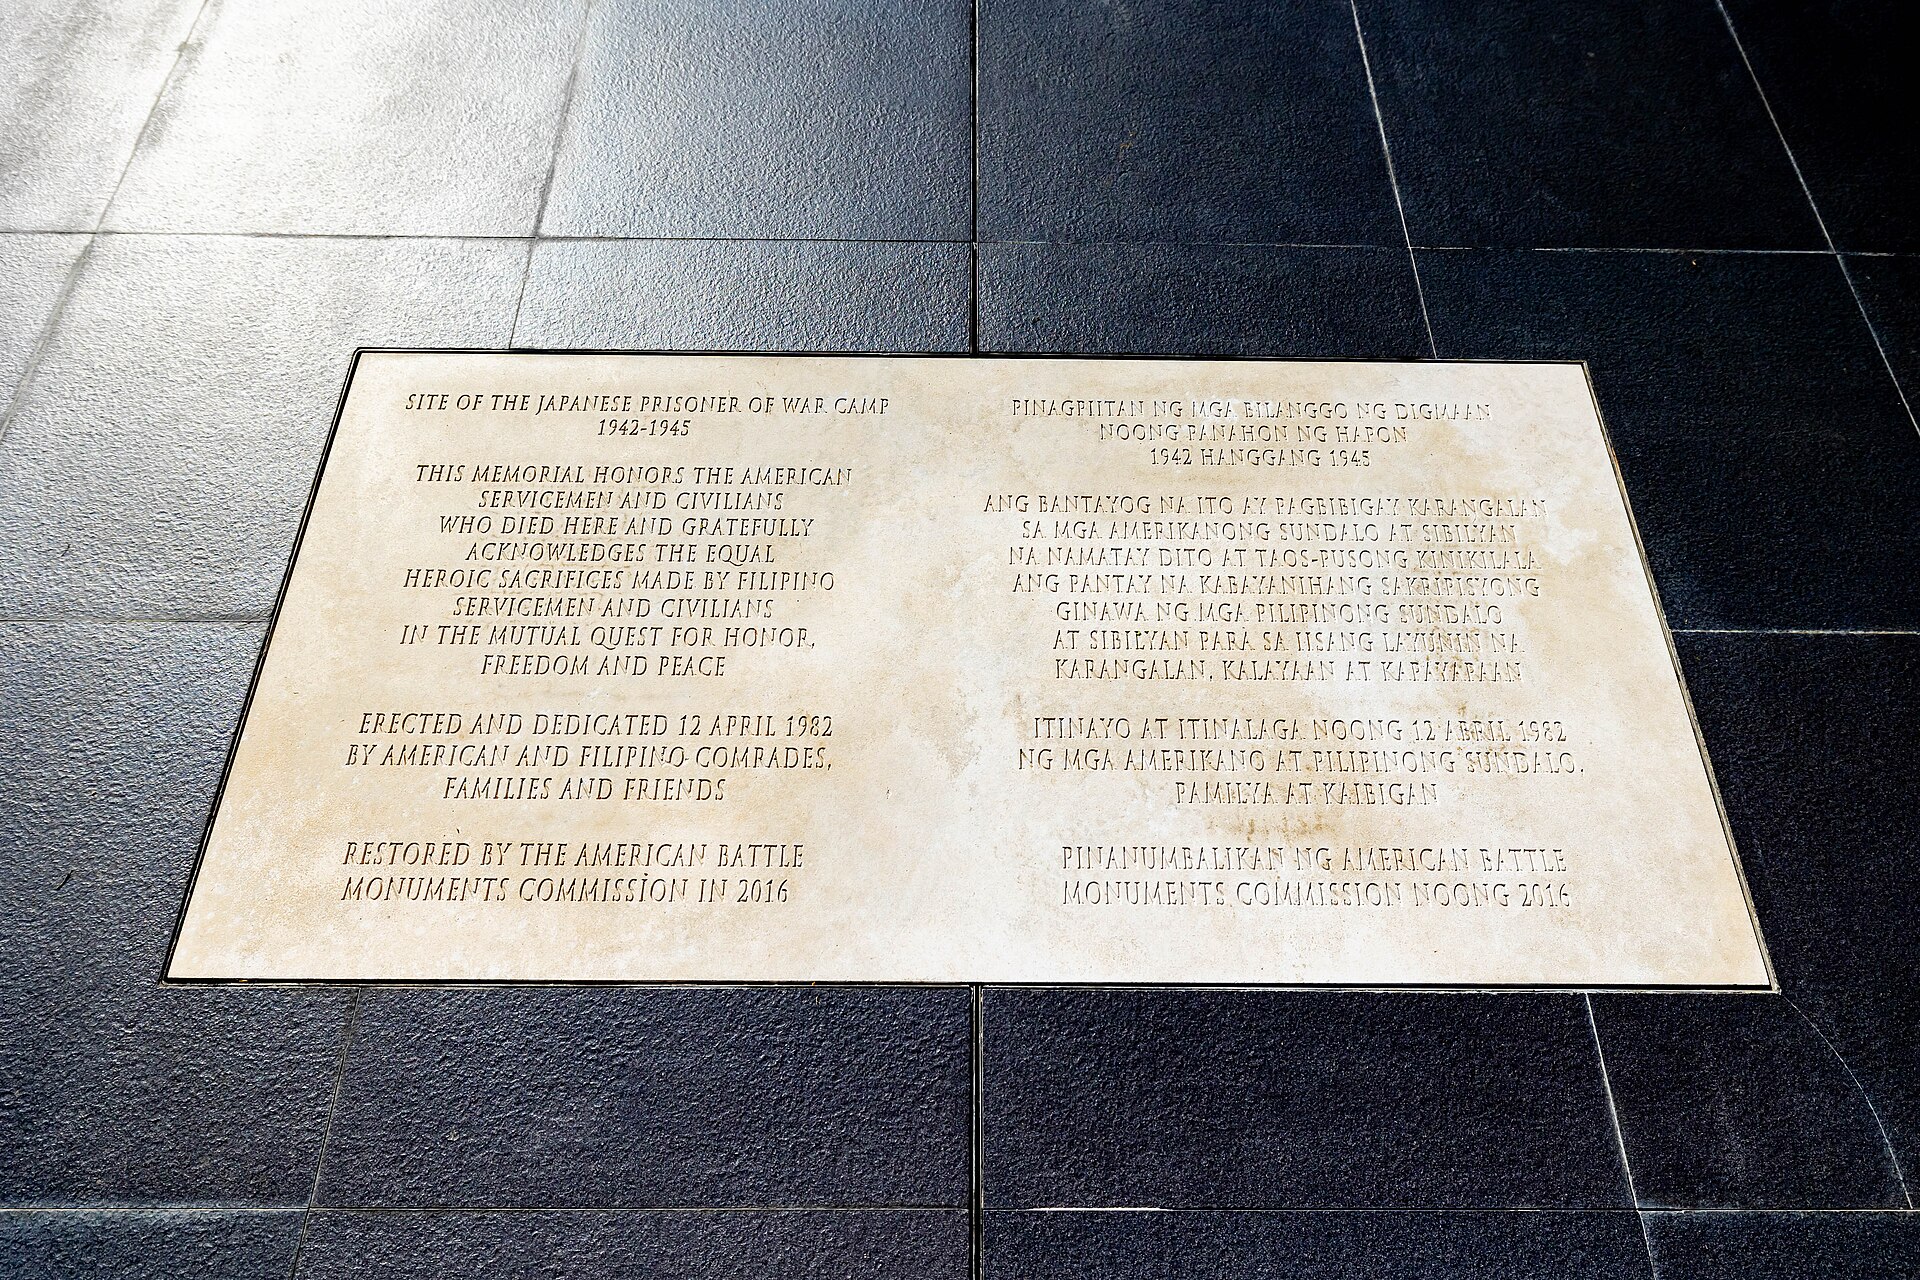 SITE OF THE JAPANESE PRISONER OF WAR CAMP
1942-1945
THIS MEMORIAL HONORS THE AMERICAN
SERVICEMEN AND CIVILIANS
WHO DIED HERE AND GRATEFULLY
ACKNOWLEDGES THE EQUAL
HEROIC SACRIFICES MADE BY FILIPINO
SERVICEMEN AND CIVILIANS
IN THE MUTUAL QUEST FOR HONOR,
FREEDOM AND PEACE
ERECTED AND DEDICATED 12 APRIL 1982
BY AMERICAN AND FILIPINO COMRADES,
FAMILIES AND FRIENDS
RESTORED BY THE AMERICAN BATTLE
MONUMENTS COMMISSION IN 2016
PINAGPIITAN NG MGA BILANGGO NG DIGMAAN
NOONG PANAHON NG HAPON
1942 HANGGANG 1945
ANG BANTAYOG NA ITO AY PAGBIBIGAY KARANGALAN
SA MGA AMERIKANONG SUNDALO AT SIBILYAN
NA NAMATAY DITO AT TAOS-PUSONG KINIKILALA
ANG PANTAY NA KABAYANIHANG SAKRIPISYONG
GINAWA NG MGA PILIPINONG SUNDALO
AT SIBILYAN PARA SA IISANG LAYUNIN NA
KARANGALAN, KALAYAAN AT KAPAYAPAAN
ITINAYO AT ITINALAGA NOONG 12 ABRIL 1982
NG MGA AMERIKANO AT PILIPINONG SUNDALO,
PAMILYA AT KAIBIGAN
PINANUMBALIKAN NG AMERICAN BATTLE
MONUMENTS COMMISSION NOONG 2016